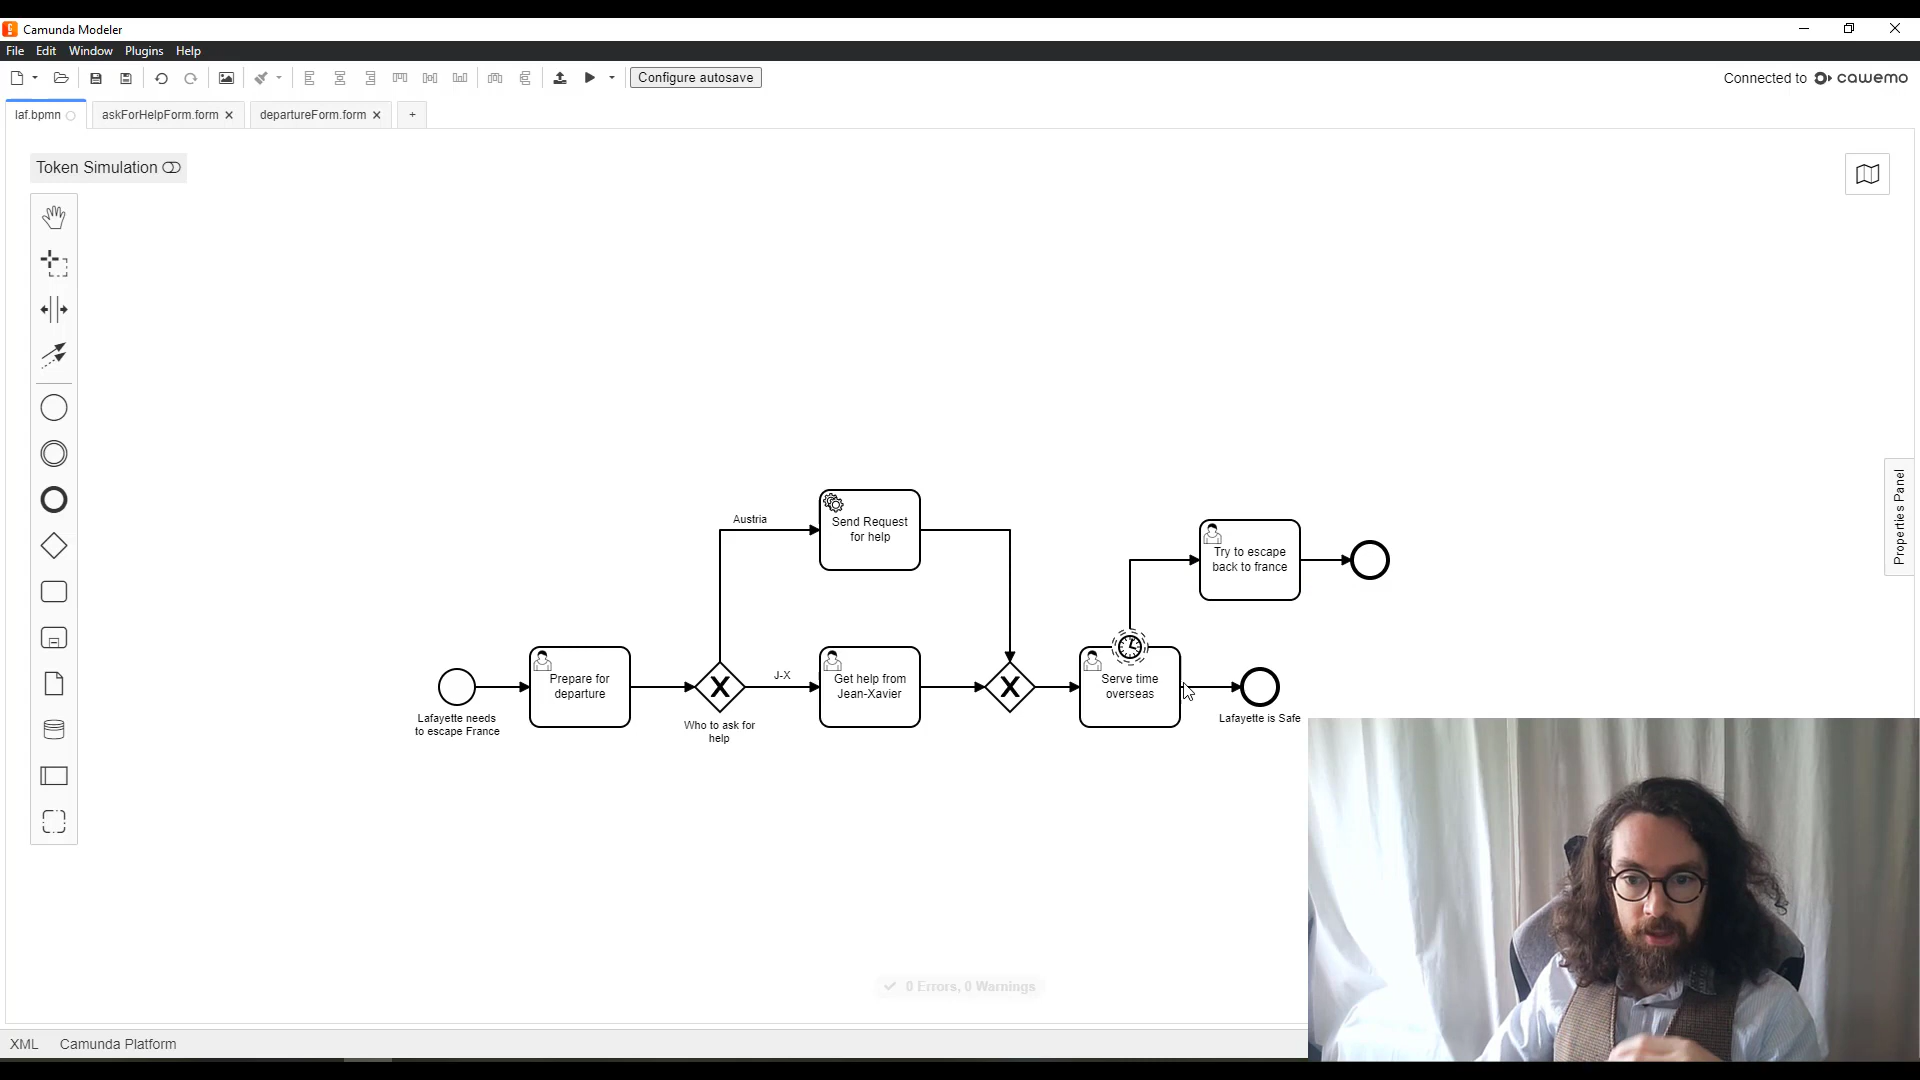 Camunda Modeler
File Edit Window Plugins Help
Configure autosave
Connected to cawemo
laf.bpmn askForHelpForm.form departureForm.form +
Token Simulation
Properties Panel
Austria
Send Request
for help
Try to escape
back to france
Lafayette needs
to escape France
Prepare for
departure
Who to ask for
help
J-X
Get help from
Jean-Xavier
Serve time
overseas
Lafayette is Safe
0 Errors, 0 Warnings
XML Camunda Platform